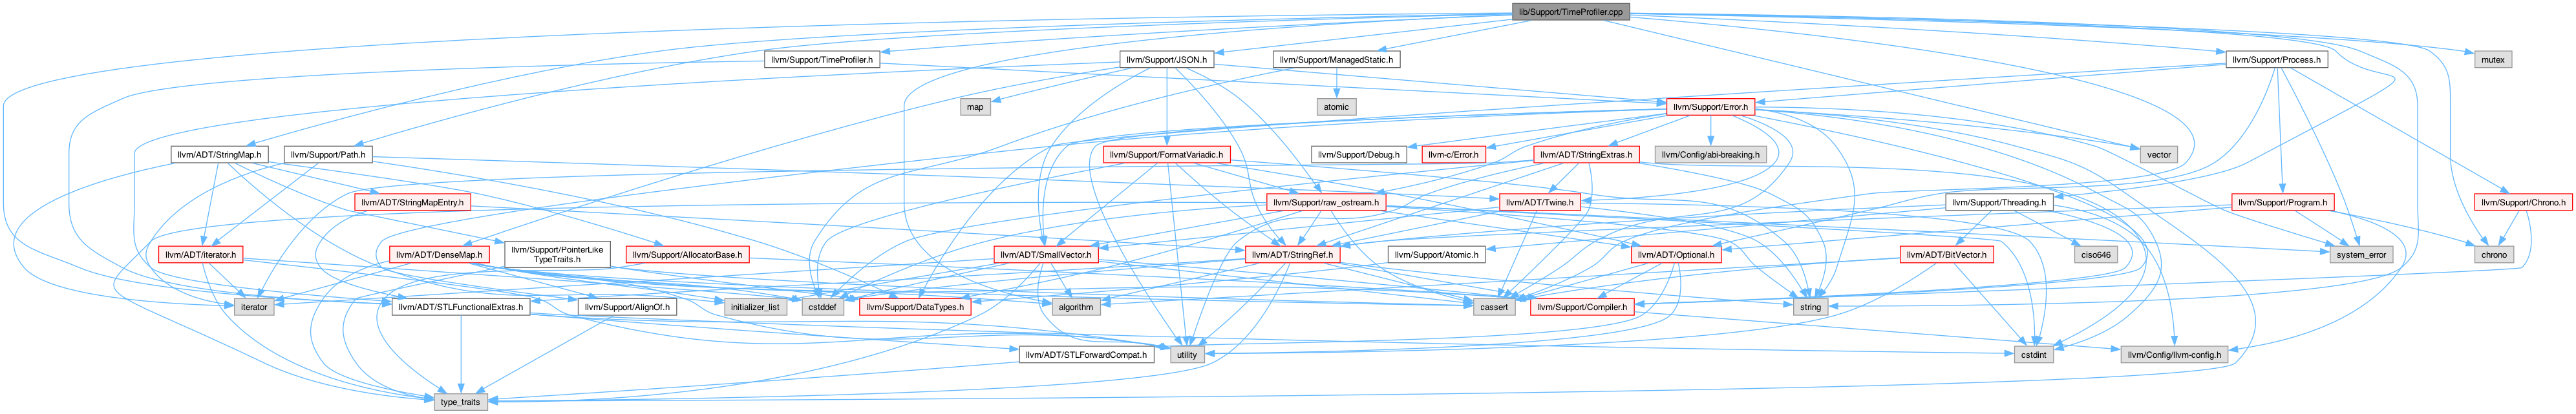 lib/Support/TimeProfiler.cpp
llvm/Support/TimeProfiler.h
llvm/Support/JSON.h
llvm/Support/ManagedStatic.h
llvm/Support/Process.h
mutex
map
atomic
llvm/Support/Error.h
llvm/ADT/StringMap.h
llvm/Support/Path.h
llvm/Support/FormatVariadic.h
llvm/Support/Debug.h
llvm-c/Error.h
llvm/ADT/StringExtras.h
llvm/Config/abi-breaking.h
vector
llvm/ADT/StringMapEntry.h
llvm/Support/raw_ostream.h
llvm/ADT/Twine.h
llvm/Support/Threading.h
llvm/Support/Program.h
llvm/Support/Chrono.h
llvm/ADT/iterator.h
llvm/ADT/DenseMap.h
llvm/Support/PointerLike
TypeTraits.h
llvm/Support/AllocatorBase.h
llvm/ADT/SmallVector.h
llvm/ADT/StringRef.h
llvm/Support/Atomic.h
llvm/ADT/Optional.h
llvm/ADT/BitVector.h
ciso646
system_error
chrono
iterator
llvm/ADT/STLFunctionalExtras.h
llvm/Support/AlignOf.h
initializer_list
cstddef
llvm/Support/DataTypes.h
algorithm
cassert
llvm/Support/Compiler.h
string
llvm/ADT/STLForwardCompat.h
utility
cstdint
llvm/Config/llvm-config.h
type_traits